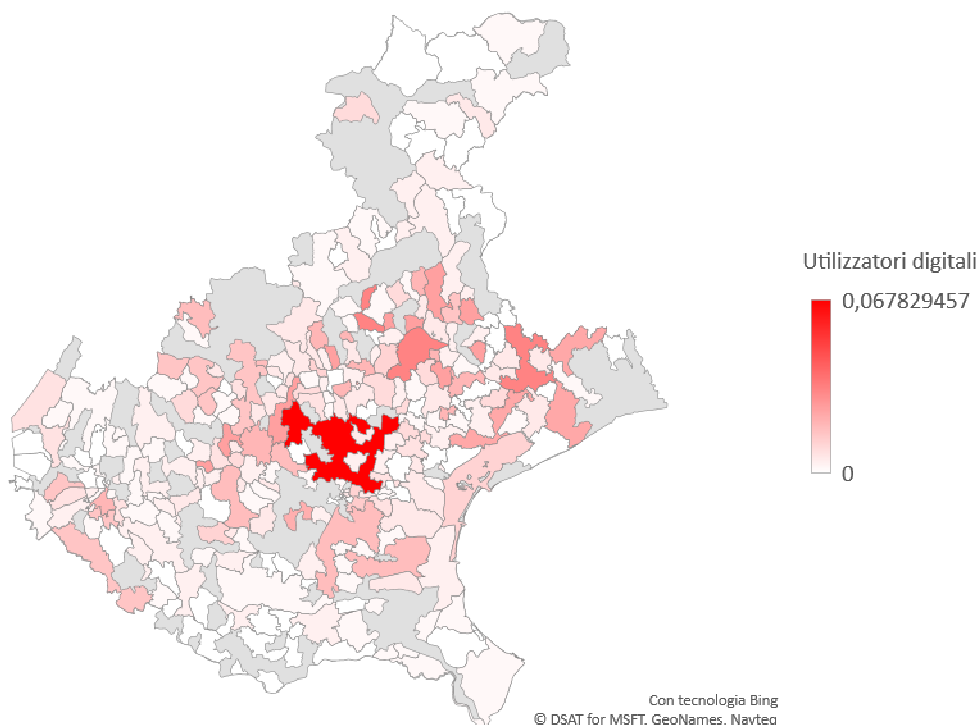 Utilizzatori digitali
0,067829457
0
Con tecnologia Bing
© DSAT for MSFT, GeoNames, Navteq